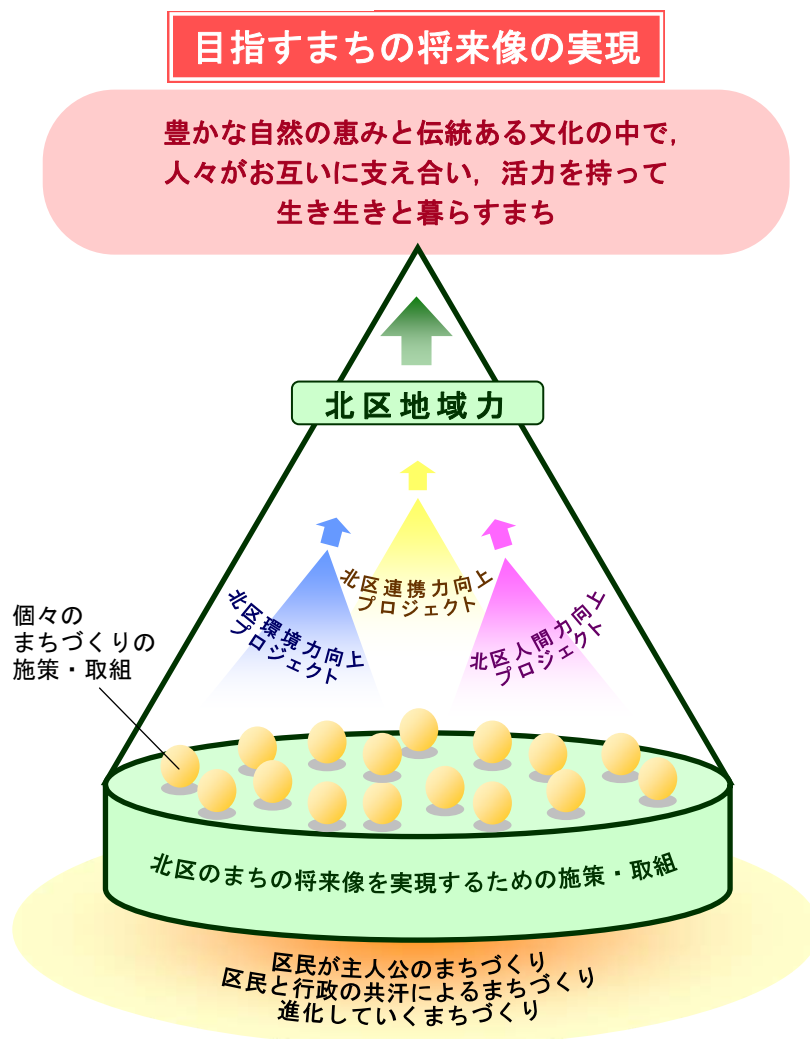 目指すまちの将来像の実現
豊かな自然の恵みと伝統ある文化の中で，
人々がお互いに支え合い，活力を持って
生き生きと暮らすまち
北区地域力
北区連携力向上
プロジェクト
北区環境力向上
プロジェクト
北区人間力向上
プロジェクト
個々の
まちづくりの
施策・取組
北区のまちの将来像を実現するための施策・取組
区民が主人公のまちづくり
区民と行政の共汗によるまちづくり
進化していくまちづくり